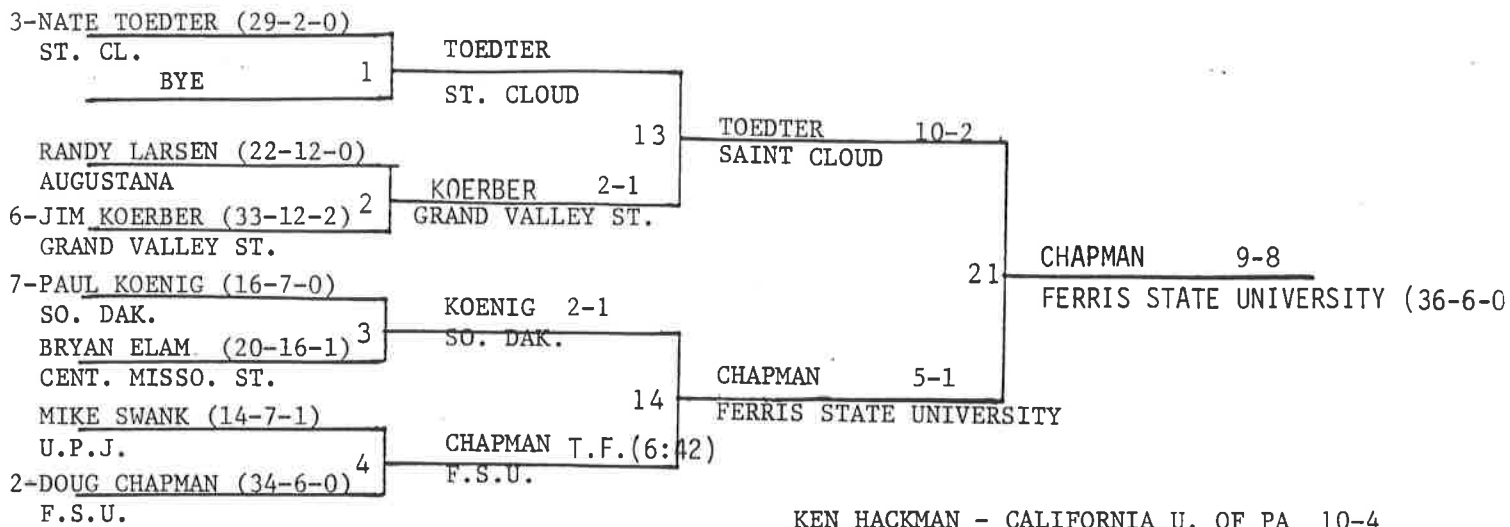 3-NATE TOEDTER (29-2-0)
ST. CL.
BYE
1
TOEDTER
ST. CLOUD
RANDY LARSEN (22-12-0)
AUGUSTANA
2
6-JIM KOERBER (33-12-2)
GRAND VALLEY ST.
KOERBER 2-1
GRAND VALLEY ST.
13
TOEDTER 10-2
SAINT CLOUD
7-PAUL KOENIG (16-7-0)
SO. DAK.
3
BRYAN ELAM (20-16-1)
CENT. MISSO. ST.
KOENIG 2-1
SO. DAK.
MIKE SWANK (14-7-1)
U.P.J.
4
2-DOUG CHAPMAN (34-6-0)
F.S.U.
CHAPMAN T.F.(6:42)
F.S.U.
14
CHAPMAN 5-1
FERRIS STATE UNIVERSITY
21
CHAPMAN 9-8
FERRIS STATE UNIVERSITY (36-6-0
KEN HACKMAN - CALIFORNIA U. OF PA 10-4